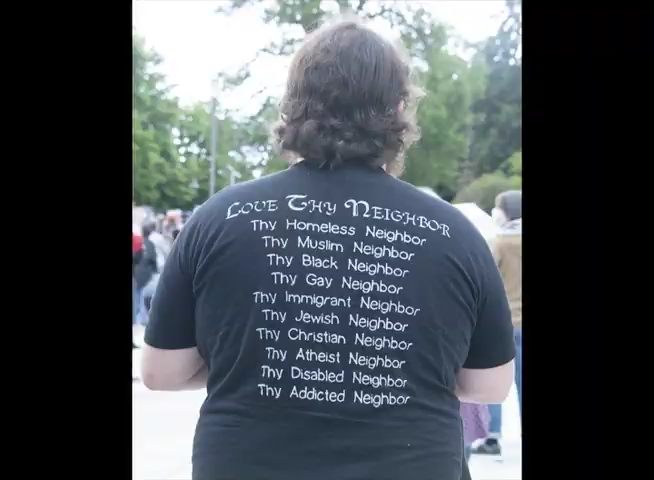 Love Thy Neighbor
Thy Homeless Neighbor
Thy Muslim Neighbor
Thy Black Neighbor
Thy Gay Neighbor
Thy Immigrant Neighbor
Thy Jewish Neighbor
Thy Christian Neighbor
Thy Atheist Neighbor
Thy Disabled Neighbor
Thy Addicted Neighbor